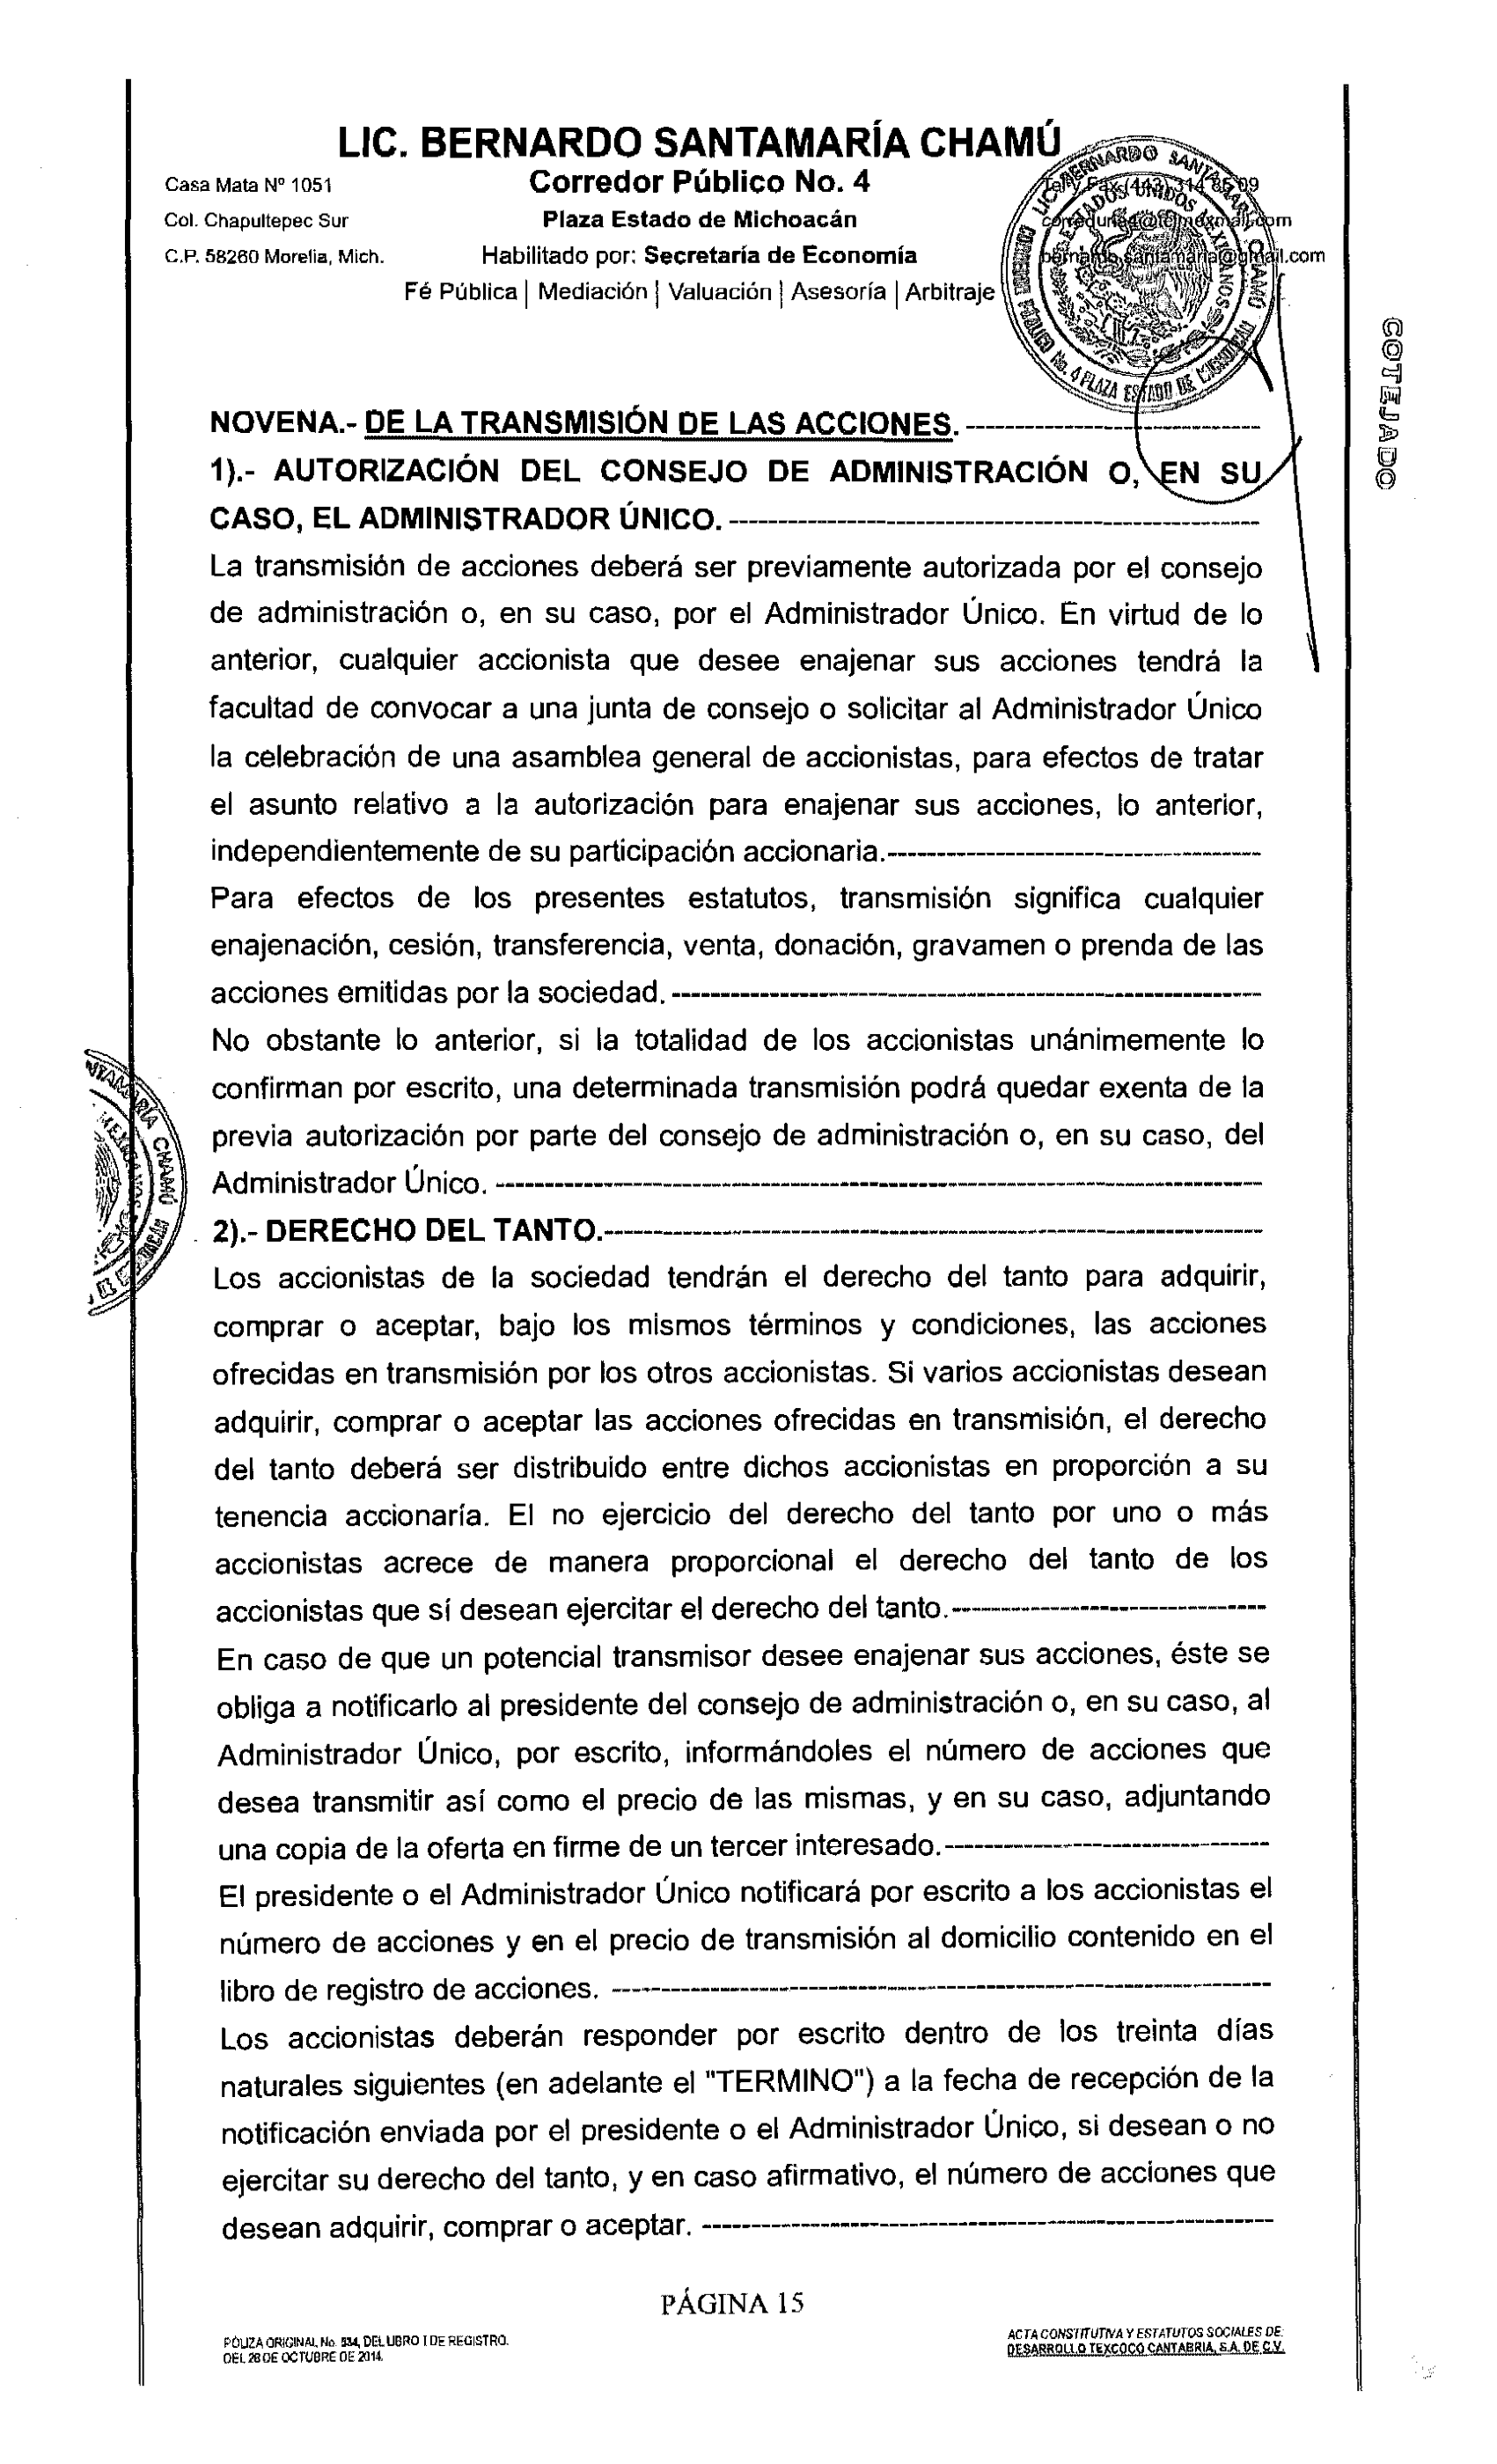 LIC. BERNARDO SANTAMARÍA CHAMÚ
Casa Mata Nº 1051
Corredor Público No. 4
Tel y Fax (443) 314 85 09
Col. Chapultepec Sur
Plaza Estado de Michoacán
C.P. 58260 Morelia, Mich.
Habilitado por: Secretaría de Economía
bernardo.santamaria@gmail.com
Fé Pública | Mediación | Valuación | Asesoría | Arbitraje
COTEJADO
NOVENA.- DE LA TRANSMISIÓN DE LAS ACCIONES. ------------------------------
1).- AUTORIZACIÓN DEL CONSEJO DE ADMINISTRACIÓN O, EN SU
CASO, EL ADMINISTRADOR ÚNICO. ------------------------------------------------------
La transmisión de acciones deberá ser previamente autorizada por el consejo
de administración o, en su caso, por el Administrador Único. En virtud de lo
anterior, cualquier accionista que desee enajenar sus acciones tendrá la
facultad de convocar a una junta de consejo o solicitar al Administrador Único
la celebración de una asamblea general de accionistas, para efectos de tratar
el asunto relativo a la autorización para enajenar sus acciones, lo anterior,
independientemente de su participación accionaria.--------------------------------------
Para efectos de los presentes estatutos, transmisión significa cualquier
enajenación, cesión, transferencia, venta, donación, gravamen o prenda de las
acciones emitidas por la sociedad. ------------------------------------------------------------
No obstante lo anterior, si la totalidad de los accionistas unánimemente lo
confirman por escrito, una determinada transmisión podrá quedar exenta de la
previa autorización por parte del consejo de administración o, en su caso, del
Administrador Único. ------------------------------------------------------------------------------
2).- DERECHO DEL TANTO.-------------------------------------------------------------------
Los accionistas de la sociedad tendrán el derecho del tanto para adquirir,
comprar o aceptar, bajo los mismos términos y condiciones, las acciones
ofrecidas en transmisión por los otros accionistas. Si varios accionistas desean
adquirir, comprar o aceptar las acciones ofrecidas en transmisión, el derecho
del tanto deberá ser distribuido entre dichos accionistas en proporción a su
tenencia accionaría. El no ejercicio del derecho del tanto por uno o más
accionistas acrece de manera proporcional el derecho del tanto de los
accionistas que sí desean ejercitar el derecho del tanto.--------------------------------
En caso de que un potencial transmisor desee enajenar sus acciones, éste se
obliga a notificarlo al presidente del consejo de administración o, en su caso, al
Administrador Único, por escrito, informándoles el número de acciones que
desea transmitir así como el precio de las mismas, y en su caso, adjuntando
una copia de la oferta en firme de un tercer interesado.---------------------------------
El presidente o el Administrador Único notificará por escrito a los accionistas el
número de acciones y en el precio de transmisión al domicilio contenido en el
libro de registro de acciones. -------------------------------------------------------------------
Los accionistas deberán responder por escrito dentro de los treinta días
naturales siguientes (en adelante el "TERMINO") a la fecha de recepción de la
notificación enviada por el presidente o el Administrador Único, si desean o no
ejercitar su derecho del tanto, y en caso afirmativo, el número de acciones que
desean adquirir, comprar o aceptar. ----------------------------------------------------------
PÁGINA 15
PÓLIZA ORIGINAL No. 534, DEL LIBRO I DE REGISTRO.
DEL 28 DE OCTUBRE DE 2014.
ACTA CONSTITUTIVA Y ESTATUTOS SOCIALES DE:
DESARROLLO TEXCOCO CANTABRIA, S.A. DE C.V.